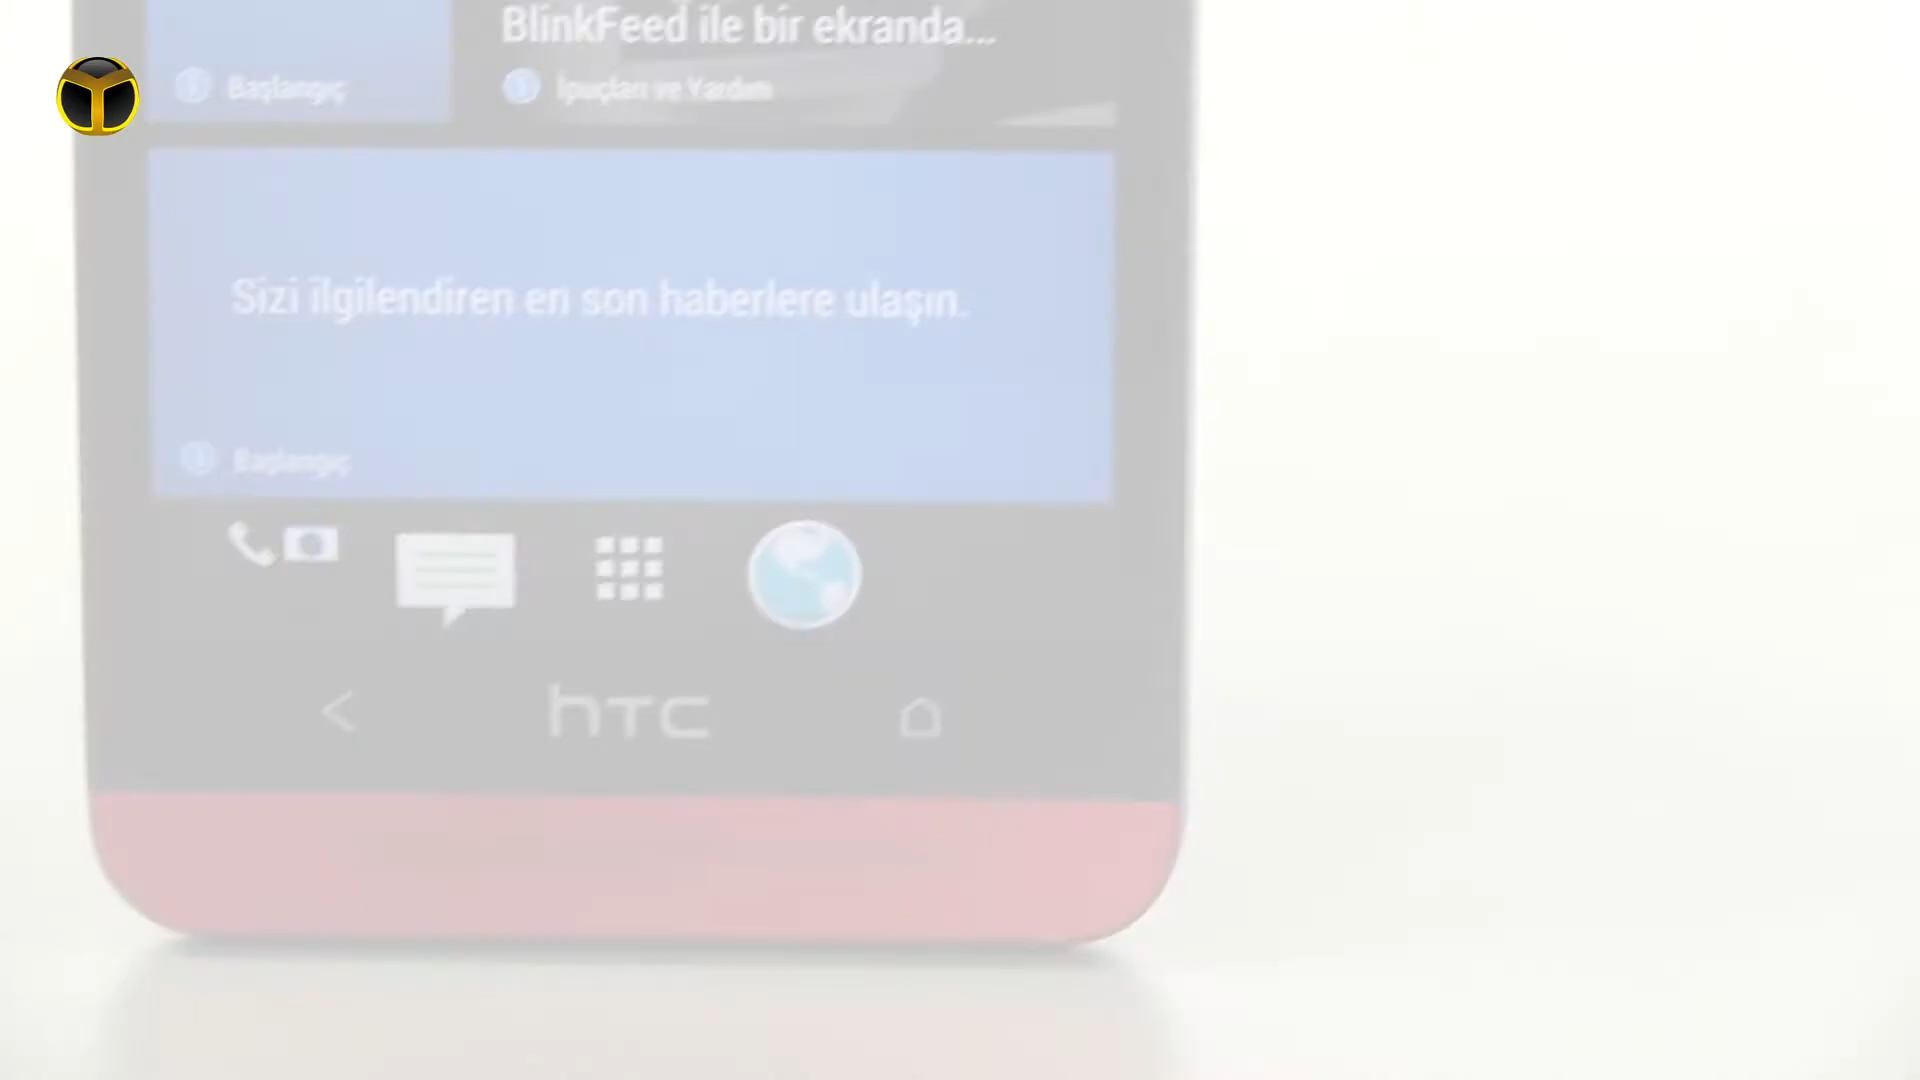 BlinkFeed ile bir ekranda...
Başlangıç
İpuçları ve Yardım
Sizi ilgilendiren en son haberlere ulaşın.
Başlangıç
hTC